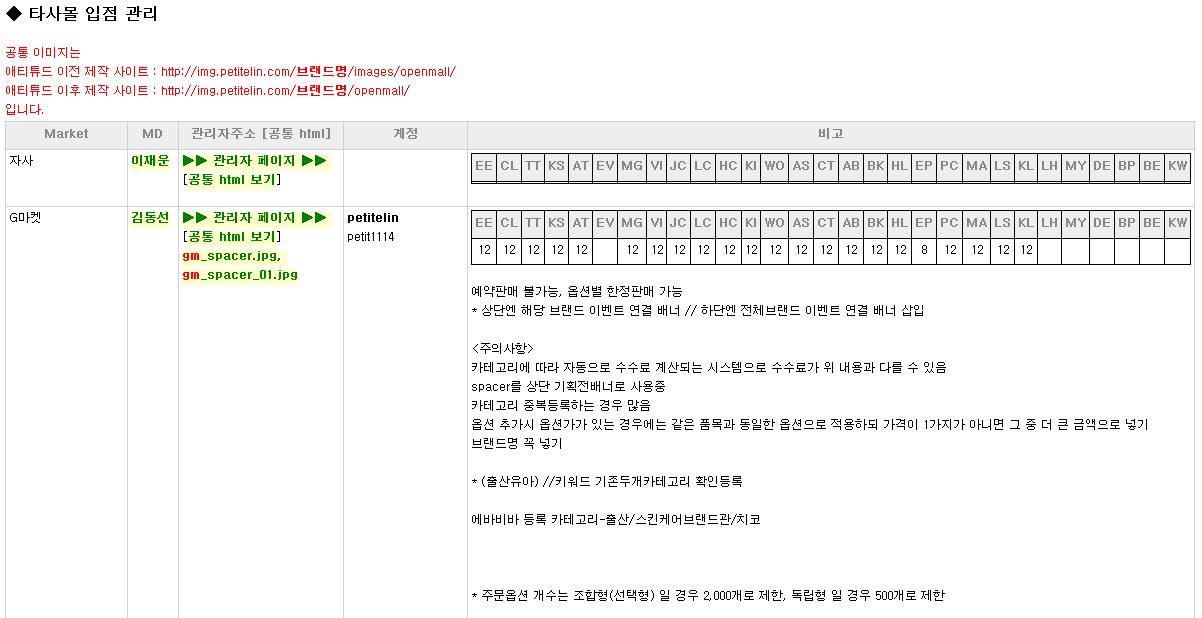 ◆ 타사몰 입점 관리
공통 이미지는
애티튜드 이전 제작 사이트 : http://img.petitelin.com/브랜드명/images/openmall/
애티튜드 이후 제작 사이트 : http://img.petitelin.com/브랜드명/openmall/
입니다.
Market MD 관리자주소 [공통 html] 계정 비고
자사 이재운 ▶▶ 관리자 페이지 ▶▶ EE CL TT KS AT EV MG VI JC LC HC KI WO AS CT AB BK HL EP PC MA LS KL LH MY DE BP BE KW
[공통 html 보기]
G마켓 김동선 ▶▶ 관리자 페이지 ▶▶ petitelin EE CL TT KS AT EV MG VI JC LC HC KI WO AS CT AB BK HL EP PC MA LS KL LH MY DE BP BE KW
[공통 html 보기] petit1114
12 12 12 12 12 12 12 12 12 12 12 12 12 12 12 12 12 8 12 12 12 12
gm_spacer.jpg,
gm_spacer_01.jpg
예약판매 불가능, 옵션별 한정판매 가능
* 상단엔 해당 브랜드 이벤트 연결 배너 // 하단엔 전체브랜드 이벤트 연결 배너 삽입
<주의사항>
카테고리에 따라 자동으로 수수료 계산되는 시스템으로 수수료가 위 내용과 다를 수 있음
spacer를 상단 기획전배너로 사용중
카테고리 중복등록하는 경우 많음
옵션 추가시 옵션가가 있는 경우에는 같은 품목과 동일한 옵션으로 적용하되 가격이 1가지가 아니면 그 중 더 큰 금액으로 넣기
브랜드명 꼭 넣기
* (출산유아) //키워드 기존두개카테고리 확인등록
에바비바 등록 카테고리-출산/스킨케어브랜드관/치코
* 주문옵션 개수는 조합형(선택형) 일 경우 2,000개로 제한, 독립형 일 경우 500개로 제한